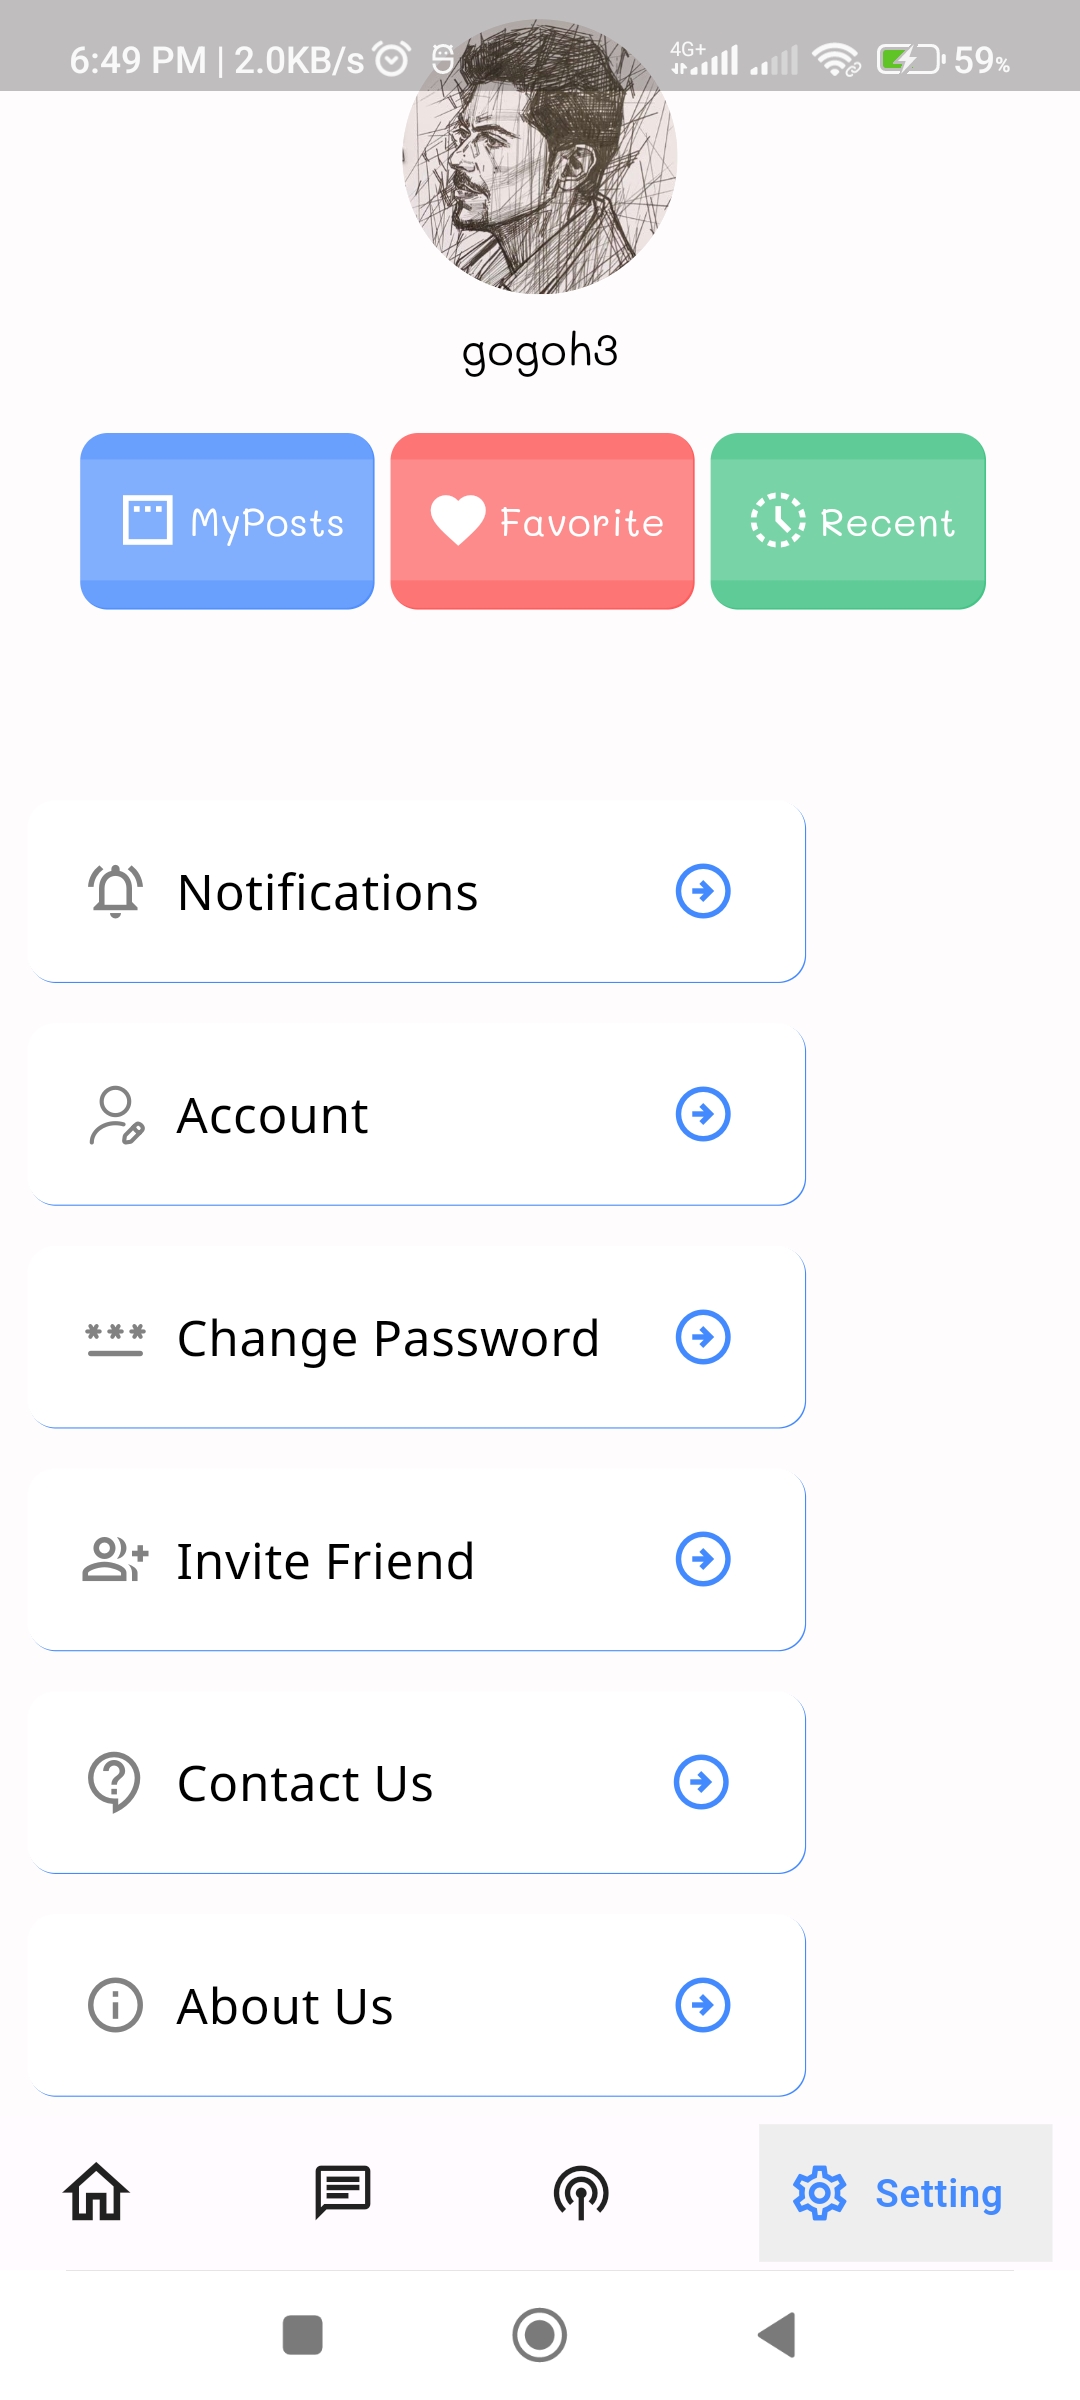 6:49 PM | 2.0KB/s 4G+ 59%
gogoh3
MyPosts Favorite Recent
Notifications
Account
Change Password
Invite Friend
Contact Us
About Us
Setting